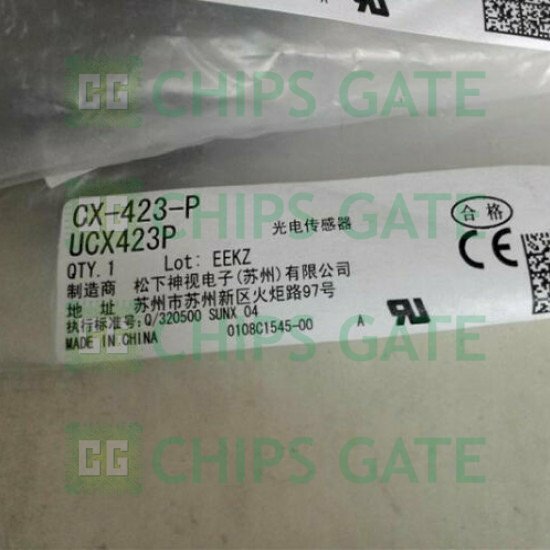 CHIPS GATE
CX-423-P
UCX423P
光电传感器
合格
QTY. 1 Lot: EEKZ
CE
制造商 松下神视电子(苏州)有限公司
地址 苏州市苏州新区火炬路97号
执行标准号: Q/320500 SUNX 04
MADE IN CHINA 0108C1545-00 A
CHIPS GATE
CHIPS GATE